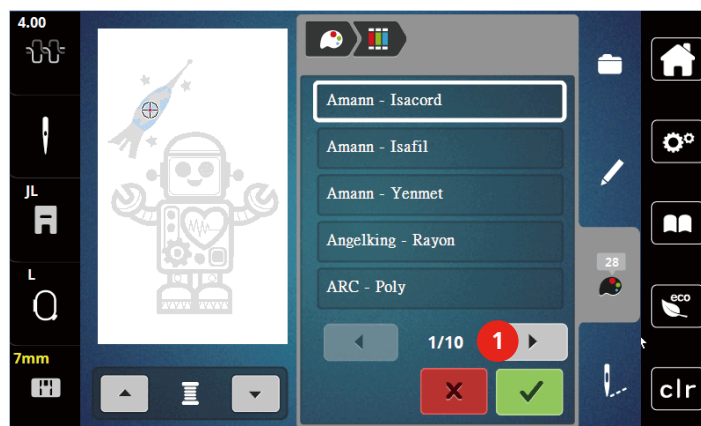 4.00
JL
L
7mm
Amann - Isacord
Amann - Isafil
Amann - Yenmet
Angelking - Rayon
ARC - Poly
1/10
1
28
eco
clr